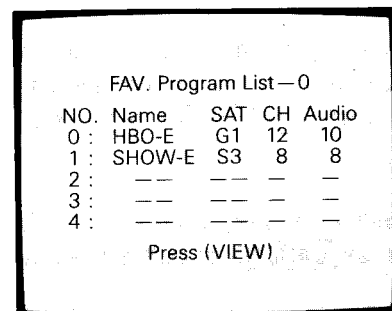 FAV. Program List—0
NO. Name SAT CH Audio
0 : HBO-E G1 12 10
1 : SHOW-E S3 8 8
2 : —— —— — —
3 : —— —— — —
4 : —— —— — —
Press (VIEW)